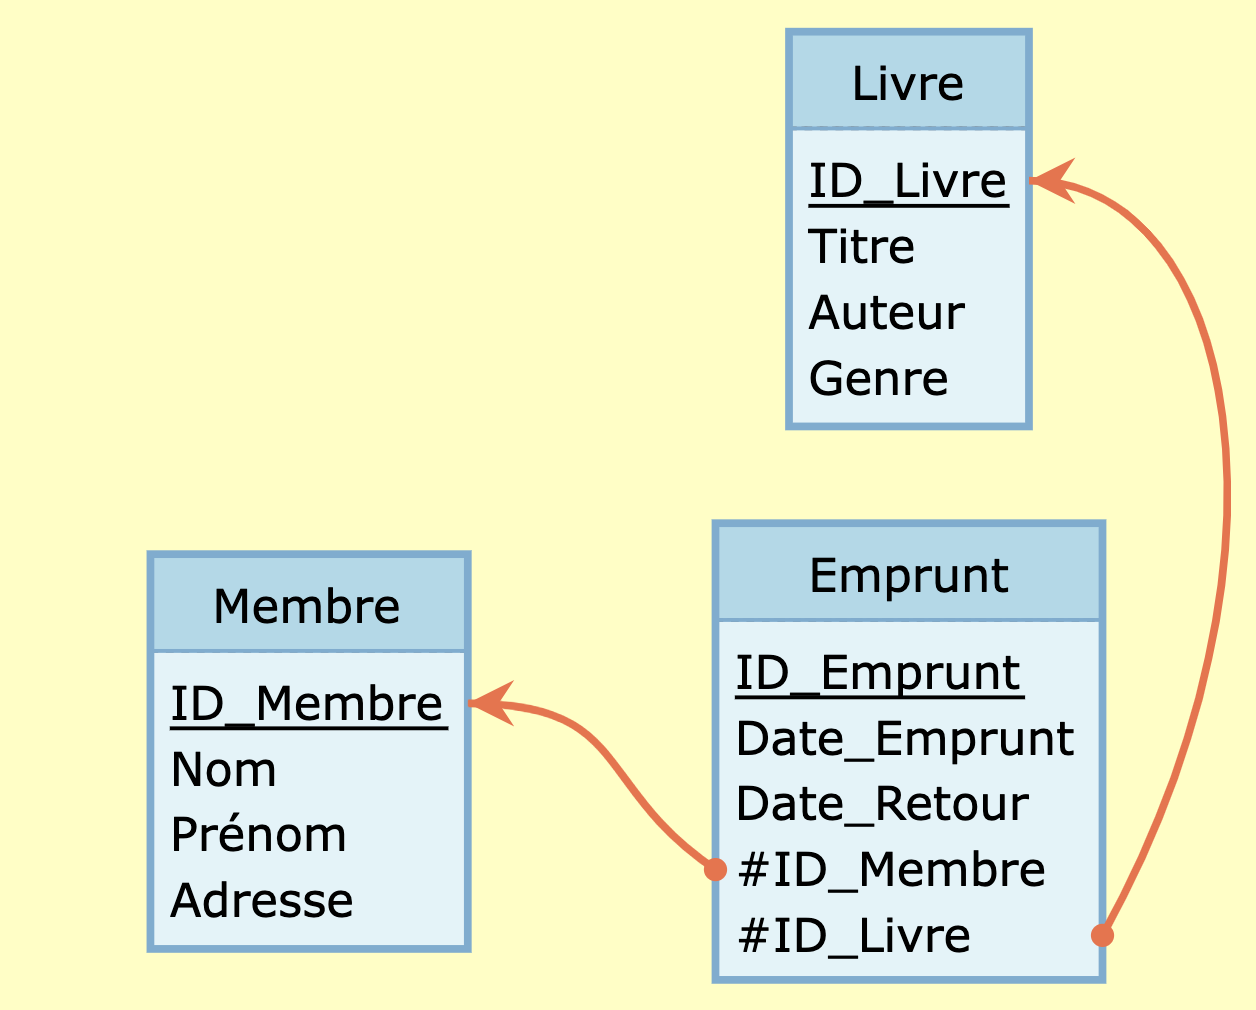 Livre
ID_Livre
Titre
Auteur
Genre
Membre
ID_Membre
Nom
Prénom
Adresse
Emprunt
ID_Emprunt
Date_Emprunt
Date_Retour
#ID_Membre
#ID_Livre